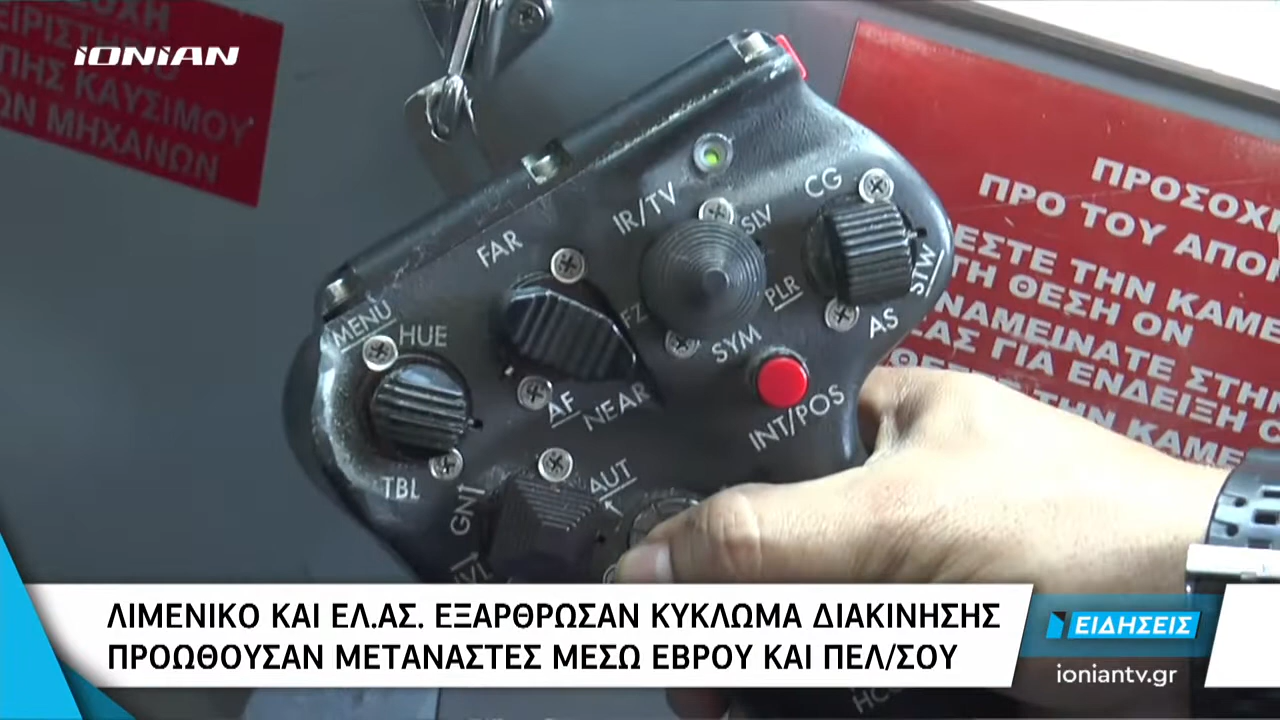 IONIAN
ΚΑΥΣΙΜΟΥ
ΜΗΧΑΝΩΝ
CG
IR/TV
SLV
FAR
STW
PLR
MENU
HUE
FZ
SYM
AS
AF
NEAR
INT/POS
TBL
AUT
GNT
ΠΡΟΣΟΧΗ
ΠΡΟ ΤΟΥ
ΤΗΝ
ΘΕΣΗ ON
ΓΙΑ ΕΝΔΕΙΞΗ
ΛΙΜΕΝΙΚΟ ΚΑΙ ΕΛ.ΑΣ. ΕΞΑΡΘΡΩΣΑΝ ΚΥΚΛΩΜΑ ΔΙΑΚΙΝΗΣΗΣ
ΠΡΟΩΘΟΥΣΑΝ ΜΕΤΑΝΑΣΤΕΣ ΜΕΣΩ ΕΒΡΟΥ ΚΑΙ ΠΕΛ/ΣΟΥ
ΕΙΔΗΣΕΙΣ
ioniantv.gr